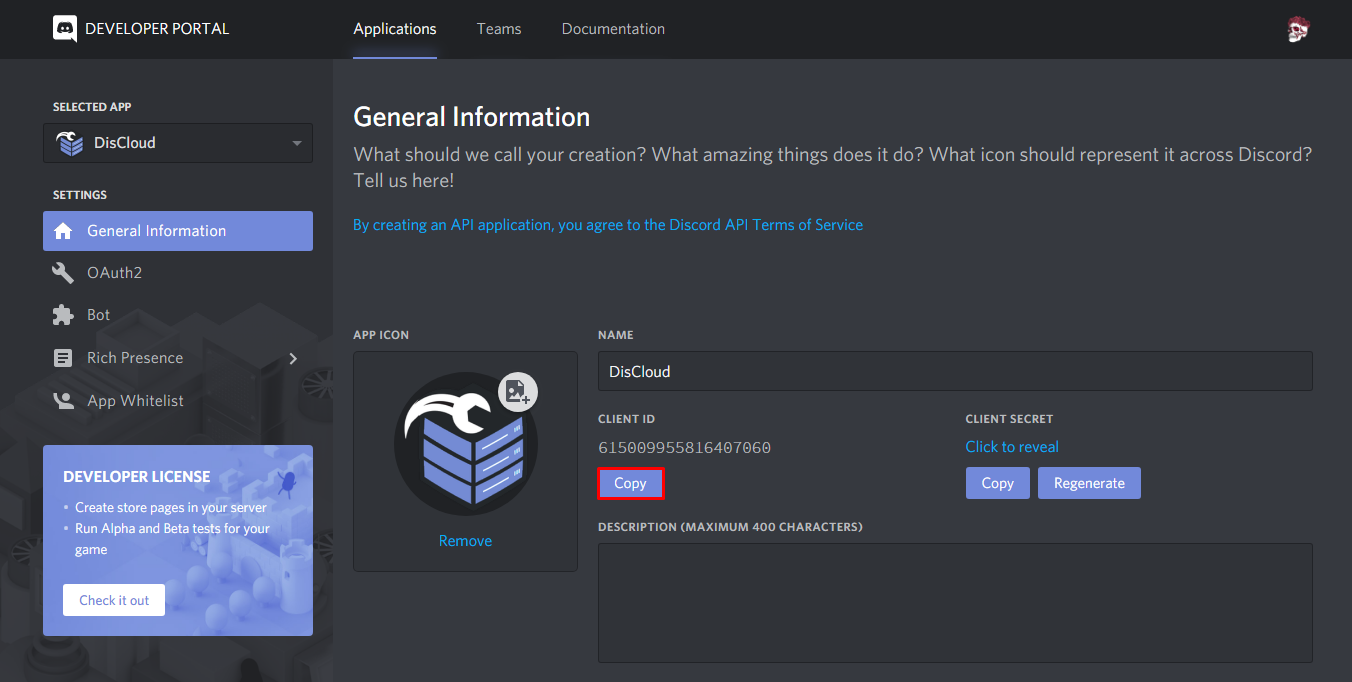 DEVELOPER PORTAL
Applications
Teams
Documentation
SELECTED APP
DisCloud
SETTINGS
General Information
OAuth2
Bot
Rich Presence
App Whitelist
DEVELOPER LICENSE
• Create store pages in your server
• Run Alpha and Beta tests for your
game
Check it out
General Information
What should we call your creation? What amazing things does it do? What icon should represent it across Discord?
Tell us here!
By creating an API application, you agree to the Discord API Terms of Service
APP ICON
Remove
NAME
DisCloud
CLIENT ID
615009955816407060
Copy
CLIENT SECRET
Click to reveal
Copy
Regenerate
DESCRIPTION (MAXIMUM 400 CHARACTERS)